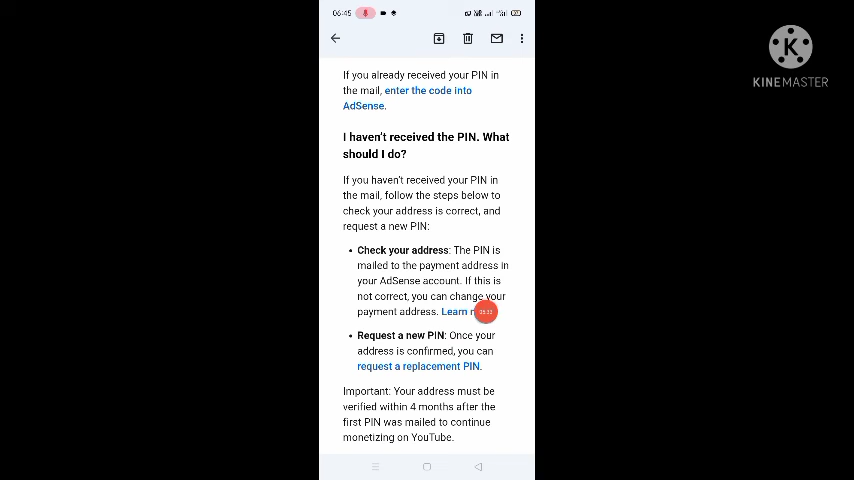 06:45
K
KINEMASTER
If you already received your PIN in
the mail, enter the code into
AdSense.
I haven't received the PIN. What
should I do?
If you haven't received your PIN in
the mail, follow the steps below to
check your address is correct, and
request a new PIN:
• Check your address: The PIN is
mailed to the payment address in
your AdSense account. If this is
not correct, you can change your
payment address. Learn
• Request a new PIN: Once your
address is confirmed, you can
request a replacement PIN.
Important: Your address must be
verified within 4 months after the
first PIN was mailed to continue
monetizing on YouTube.